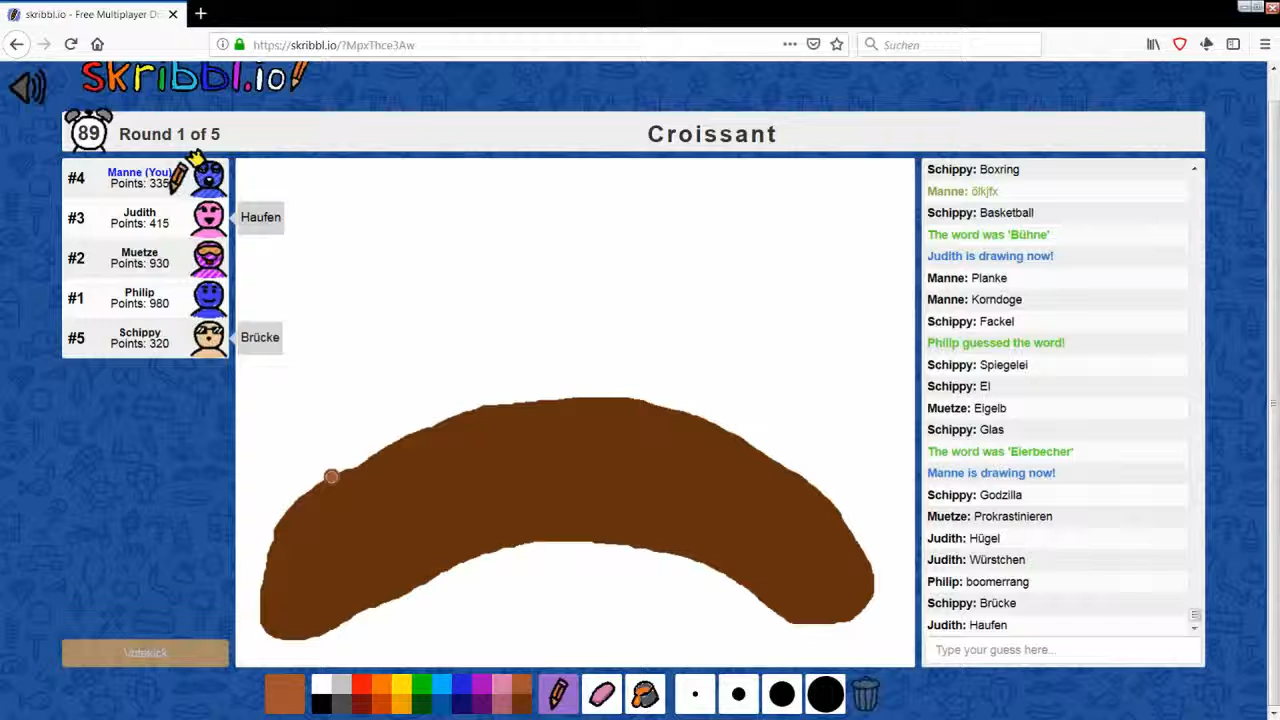 skribbl.io - Free Multiplayer Dr
https://skribbl.io/?MpxThce3Aw
Suchen
skribbl.io!
89
Round 1 of 5
Croissant
#4
Manne (You)
Points: 335
#3
Judith
Points: 415
Haufen
#2
Muetze
Points: 930
#1
Philip
Points: 980
#5
Schippy
Points: 320
Brücke
Votekick
Schippy: Boxring
Manne: ölkjfx
Schippy: Basketball
The word was 'Bühne'
Judith is drawing now!
Manne: Planke
Manne: Korndoge
Schippy: Fackel
Philip guessed the word!
Schippy: Spiegelei
Schippy: Ei
Muetze: Eigelb
Schippy: Glas
The word was 'Eierbecher'
Manne is drawing now!
Schippy: Godzilla
Muetze: Prokrastinieren
Judith: Hügel
Judith: Würstchen
Philip: boomerrang
Schippy: Brücke
Judith: Haufen
Type your guess here...